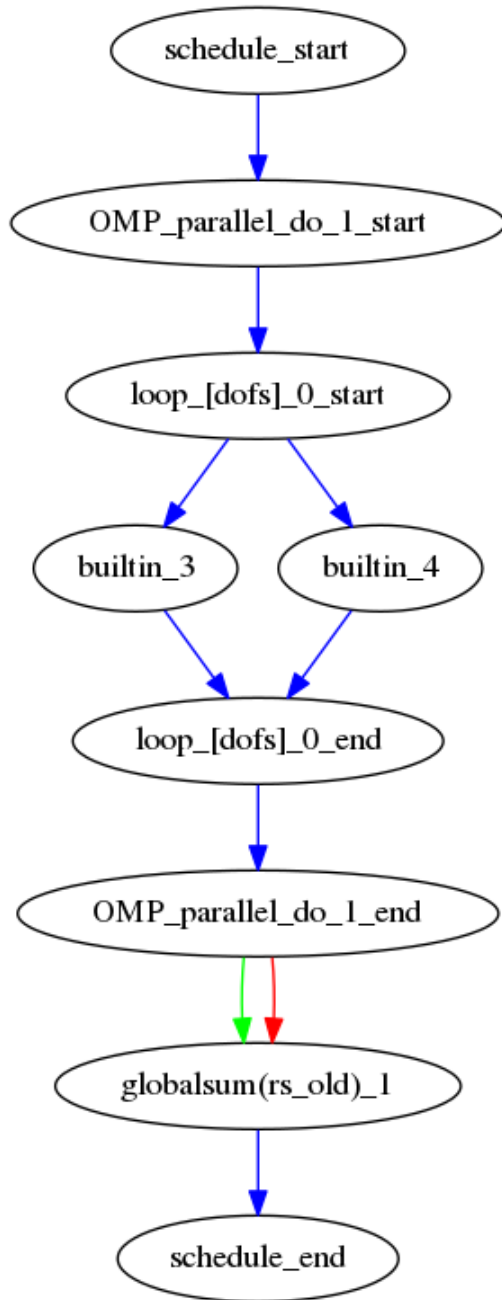 schedule_start
OMP_parallel_do_1_start
loop_[dofs]_0_start
builtin_3
builtin_4
loop_[dofs]_0_end
OMP_parallel_do_1_end
globalsum(rs_old)_1
schedule_end